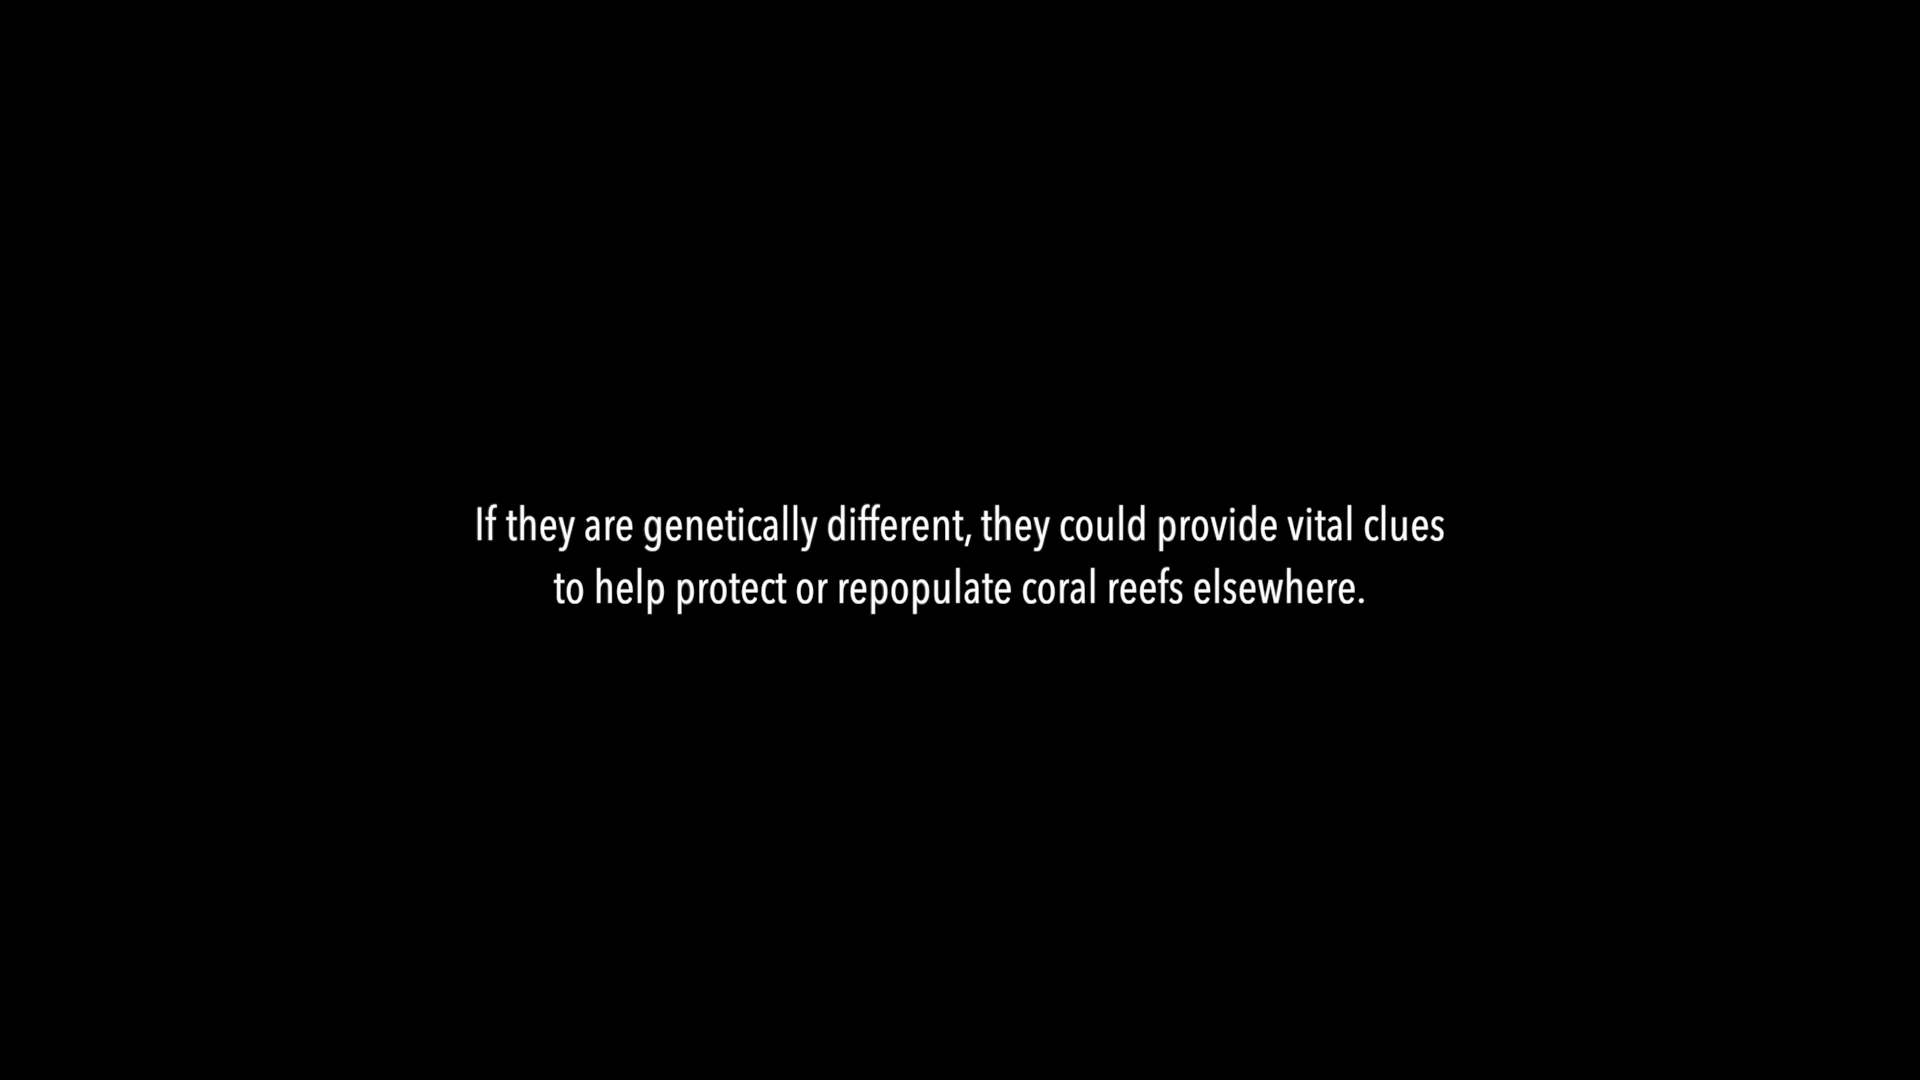 If they are genetically different, they could provide vital clues
to help protect or repopulate coral reefs elsewhere.